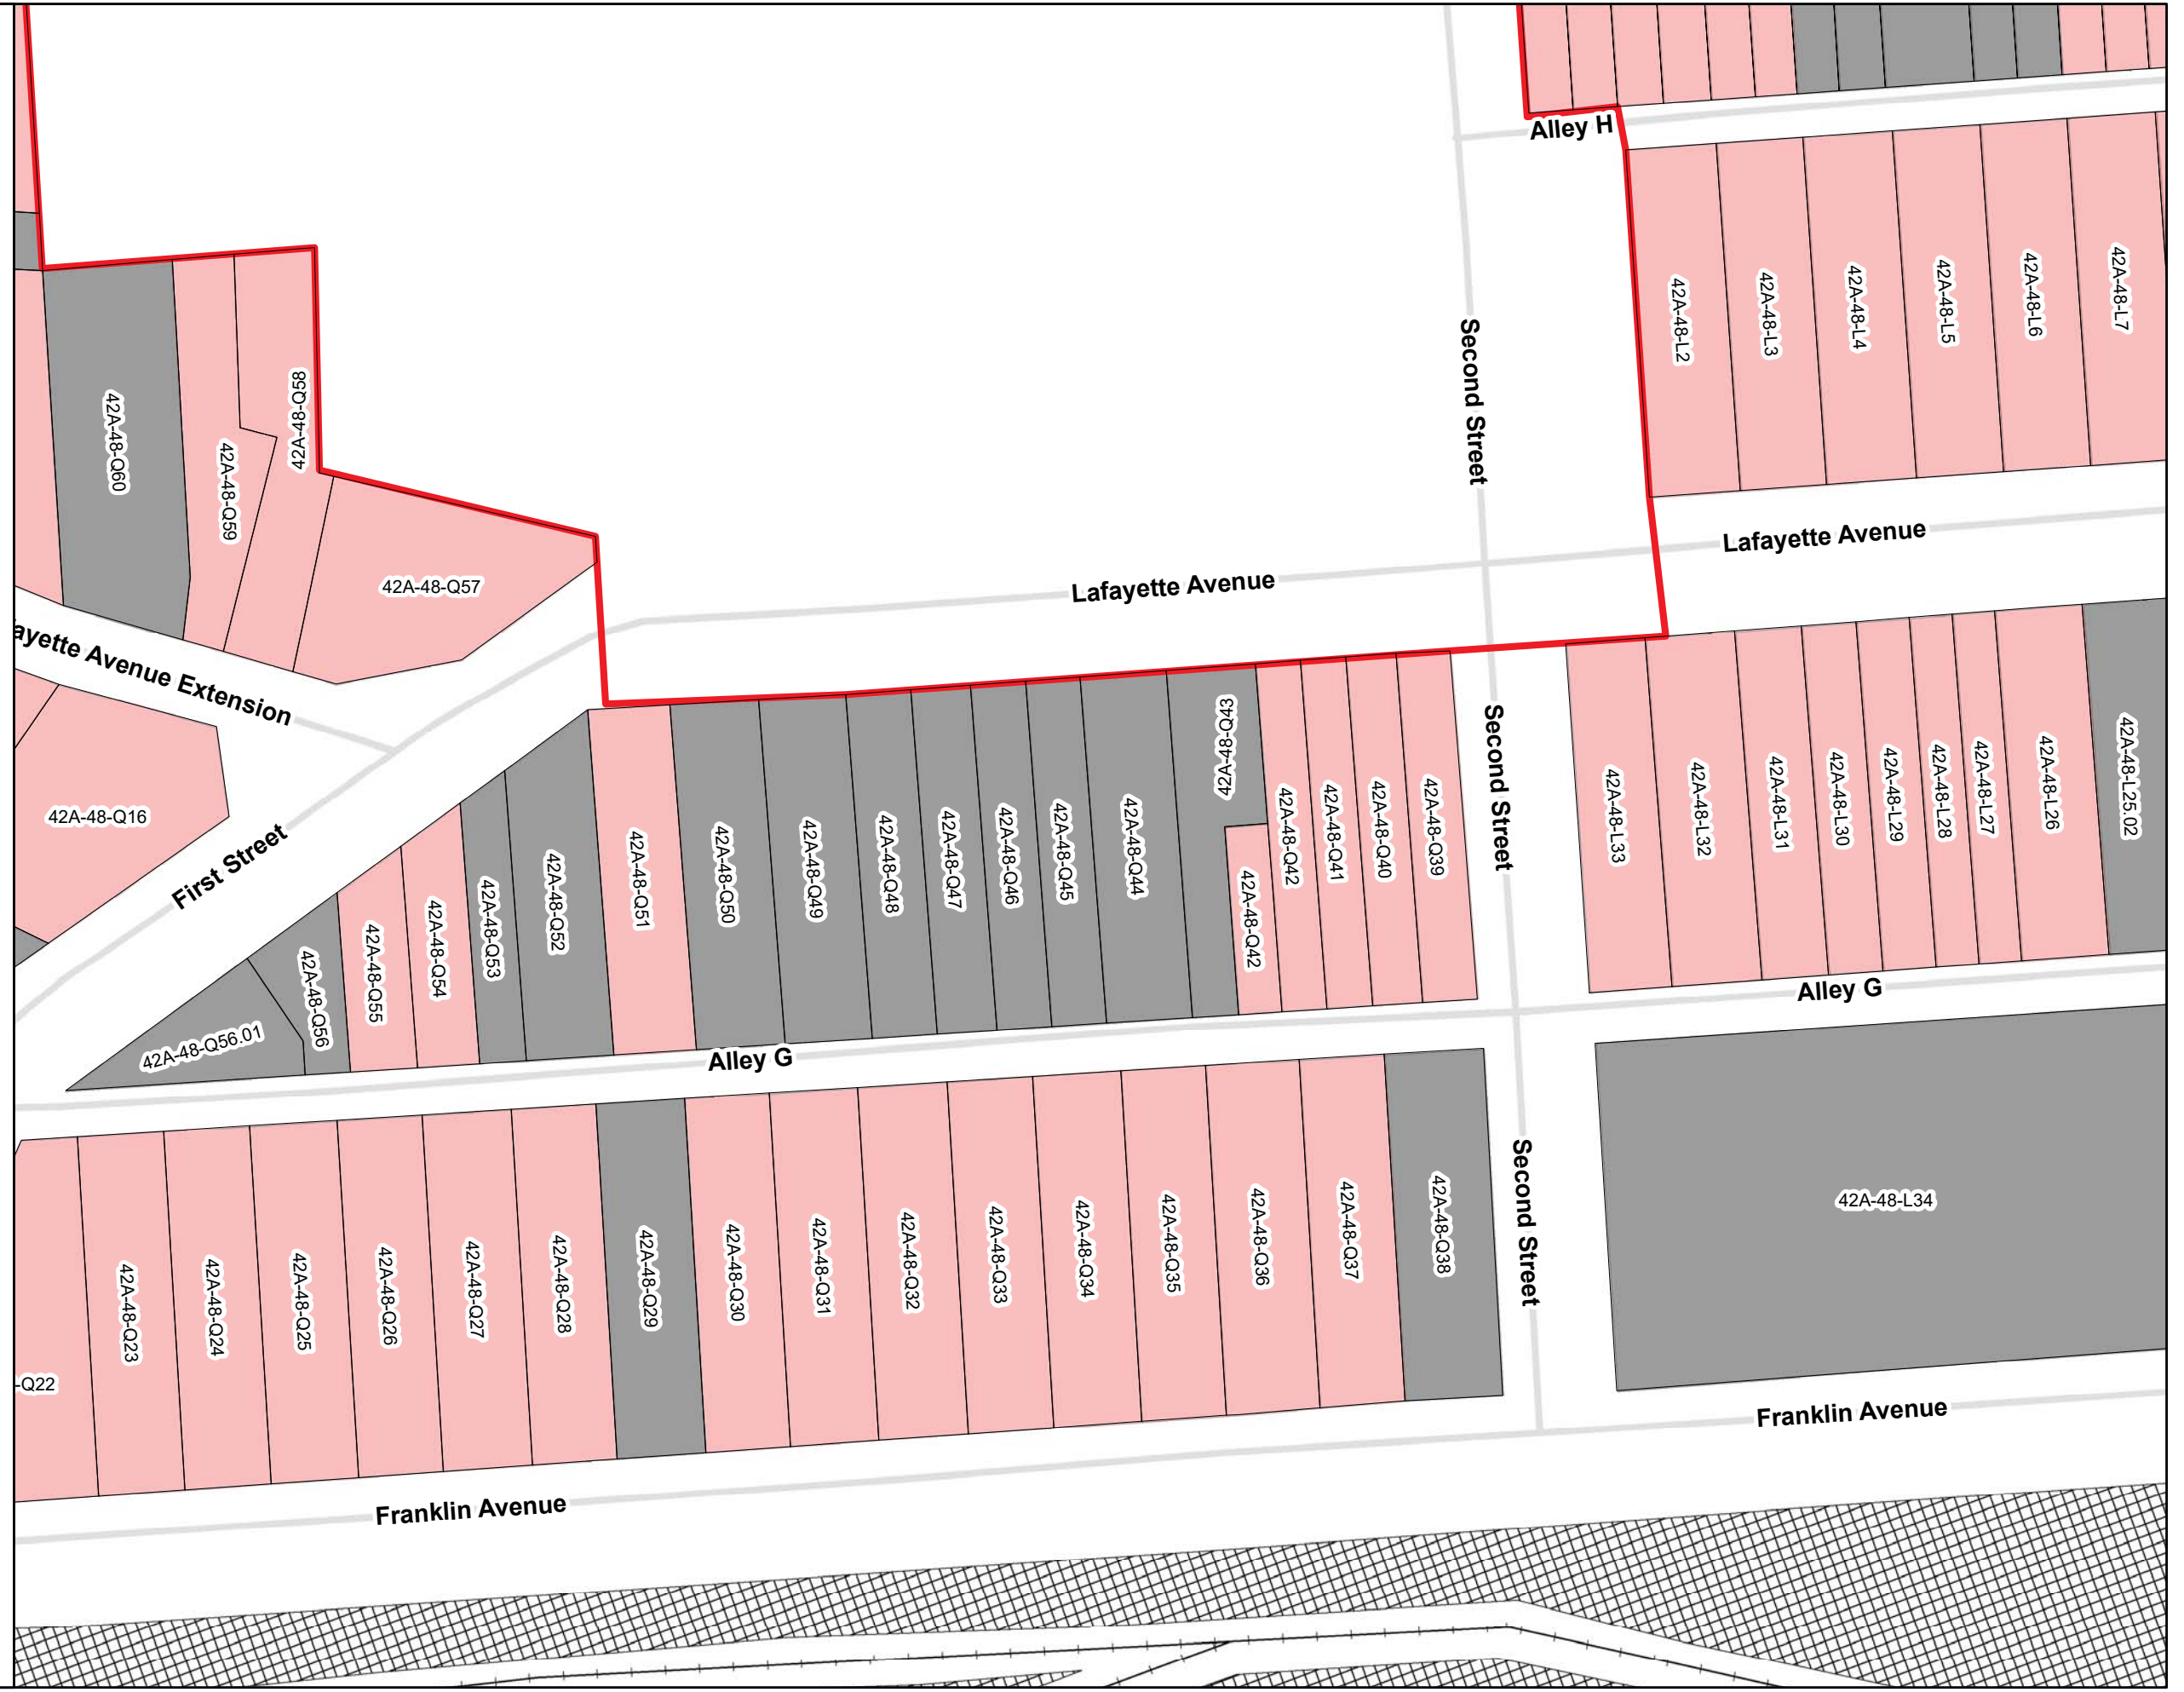 Alley H
42A-48-L2
42A-48-L3
42A-48-L4
42A-48-L5
42A-48-L6
42A-48-L7
Second Street
42A-48-Q60
42A-48-Q59
42A-48-Q58
42A-48-Q57
Lafayette Avenue
Lafayette Avenue
ayette Avenue Extension
42A-48-Q16
First Street
42A-48-Q56.01
42A-48-Q56
42A-48-Q55
42A-48-Q54
42A-48-Q53
42A-48-Q52
42A-48-Q51
42A-48-Q50
42A-48-Q49
42A-48-Q48
42A-48-Q47
42A-48-Q46
42A-48-Q45
42A-48-Q44
42A-48-Q43
42A-48-Q42
42A-48-Q42
42A-48-Q41
42A-48-Q40
42A-48-Q39
Second Street
42A-48-L33
42A-48-L32
42A-48-L31
42A-48-L30
42A-48-L29
42A-48-L28
42A-48-L27
42A-48-L26
42A-48-L25.02
Alley G
Alley G
-Q22
42A-48-Q23
42A-48-Q24
42A-48-Q25
42A-48-Q26
42A-48-Q27
42A-48-Q28
42A-48-Q29
42A-48-Q30
42A-48-Q31
42A-48-Q32
42A-48-Q33
42A-48-Q34
42A-48-Q35
42A-48-Q36
42A-48-Q37
42A-48-Q38
Second Street
42A-48-L34
Franklin Avenue
Franklin Avenue